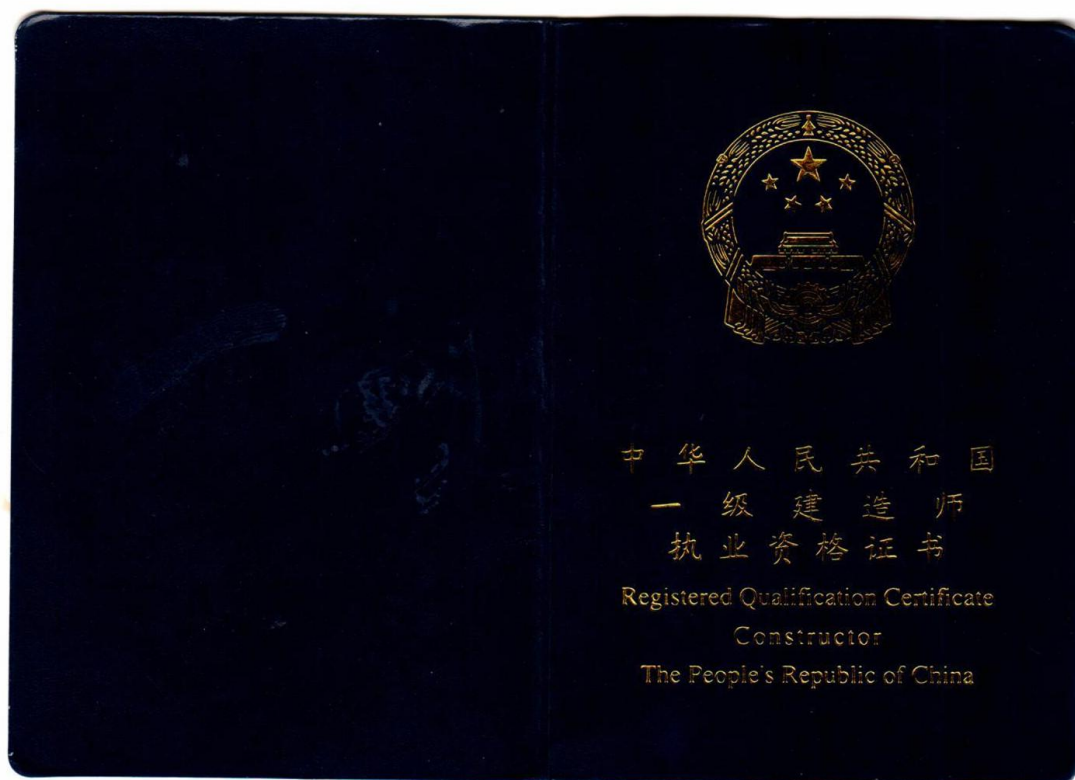 中华人民共和国
一级建造师
执业资格证书
Registered Qualification Certificate
Constructor
The People's Republic of China